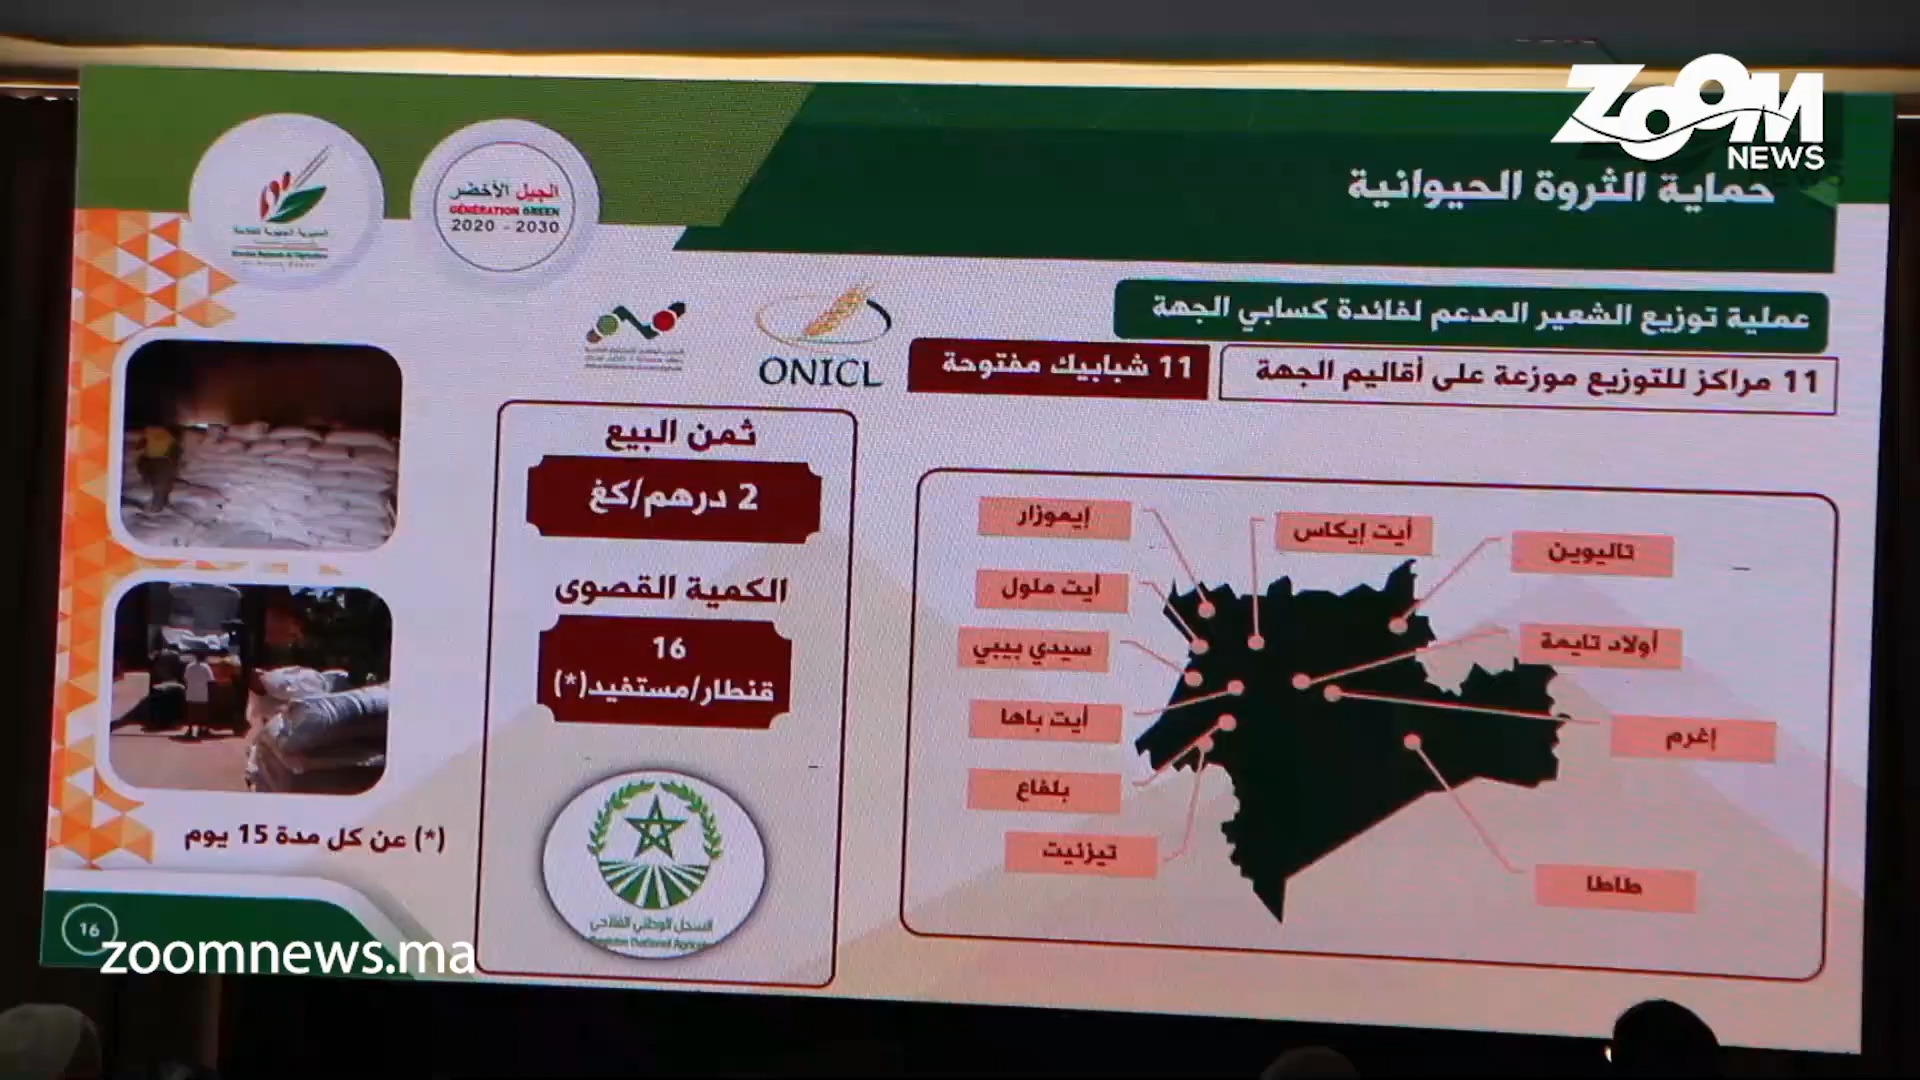 ZOOM
NEWS
حماية الثروة الحيوانية
الجيل الأخضر
GÉNÉRATION GREEN
2020 - 2030
عملية توزيع الشعير المدعم لفائدة كسابي الجهة
11 مراكز للتوزيع موزعة على أقاليم الجهة
11 شبابيك مفتوحة
ONICL
ثمن البيع
2 درهم/كغ
الكمية القصوى
16
قنطار/مستفيد(*)
السجل الوطني الفلاحي
Registre National Agricole
(*) عن كل مدة 15 يوم
إيموزار
أيت إيكاس
تاليوين
أيت ملول
أولاد تايمة
سيدي بيبي
أيت باها
إغرم
بلفاع
تيزنيت
طاطا
16
zoomnews.ma